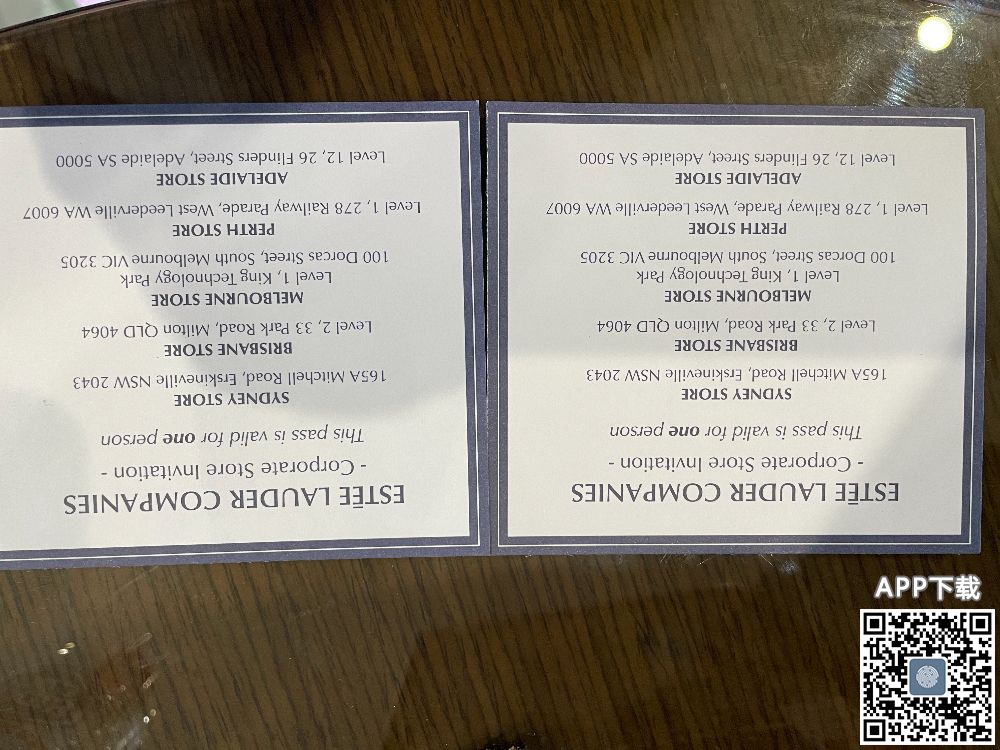 ESTÉE LAUDER COMPANIES
- Corporate Store Invitation -
This pass is valid for one person
SYDNEY STORE
165A Mitchell Road, Erskineville NSW 2043
BRISBANE STORE
Level 2, 33 Park Road, Milton QLD 4064
MELBOURNE STORE
Level 1, King Technology Park
100 Dorcas Street, South Melbourne VIC 3205
PERTH STORE
Level 1, 278 Railway Parade, West Leederville WA 6007
ADELAIDE STORE
Level 12, 26 Flinders Street, Adelaide SA 5000
ESTÉE LAUDER COMPANIES
- Corporate Store Invitation -
This pass is valid for one person
SYDNEY STORE
165A Mitchell Road, Erskineville NSW 2043
BRISBANE STORE
Level 2, 33 Park Road, Milton QLD 4064
MELBOURNE STORE
Level 1, King Technology Park
100 Dorcas Street, South Melbourne VIC 3205
PERTH STORE
Level 1, 278 Railway Parade, West Leederville WA 6007
ADELAIDE STORE
Level 12, 26 Flinders Street, Adelaide SA 5000
APP下载